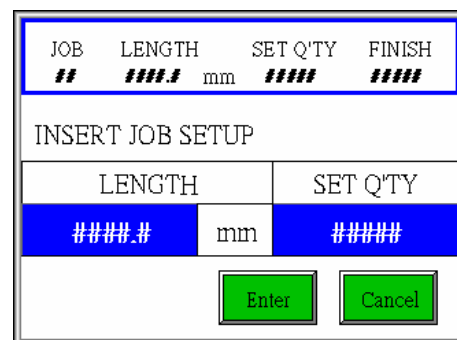 JOB LENGTH SET Q'TY FINISH
## ####.# mm ##### #####
INSERT JOB SETUP
LENGTH SET Q'TY
####.# mm #####
Enter Cancel